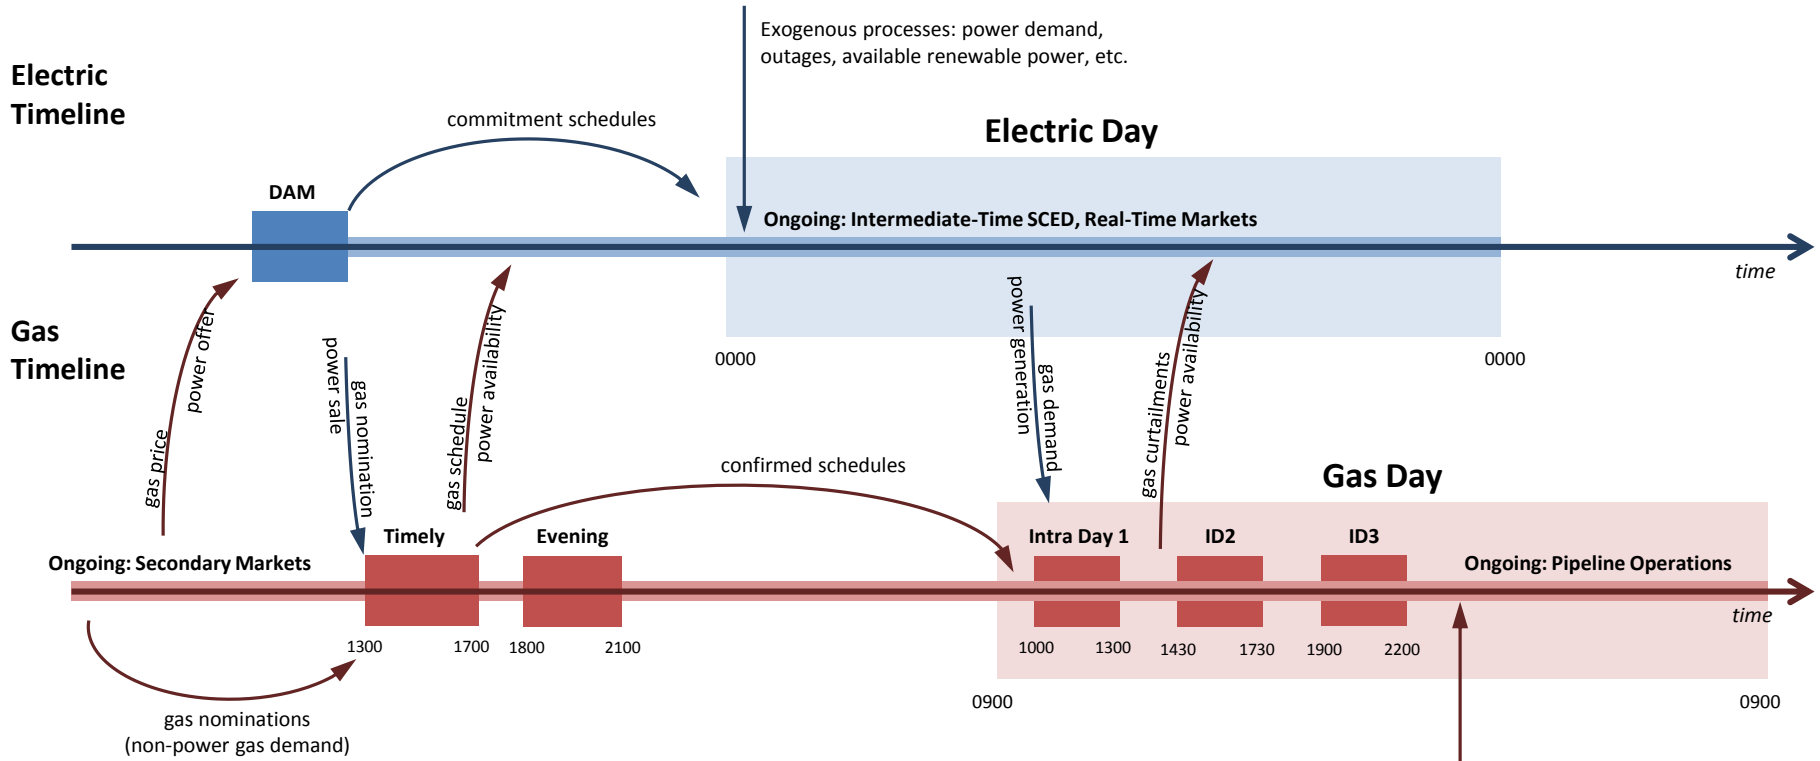 Exogenous processes: power demand,
outages, available renewable power, etc.
Electric
Timeline
commitment schedules
Electric Day
DAM
Ongoing: Intermediate-Time SCED, Real-Time Markets
time
0000
0000
Gas
Timeline
gas price
power offer
power sale
gas nomination
gas schedule
power availability
power generation
gas demand
gas curtailments
power availability
confirmed schedules
Gas Day
Ongoing: Secondary Markets
Timely
Evening
Intra Day 1
ID2
ID3
Ongoing: Pipeline Operations
time
1300
1700
1800
2100
1000
1300
1430
1730
1900
2200
0900
0900
gas nominations
(non-power gas demand)